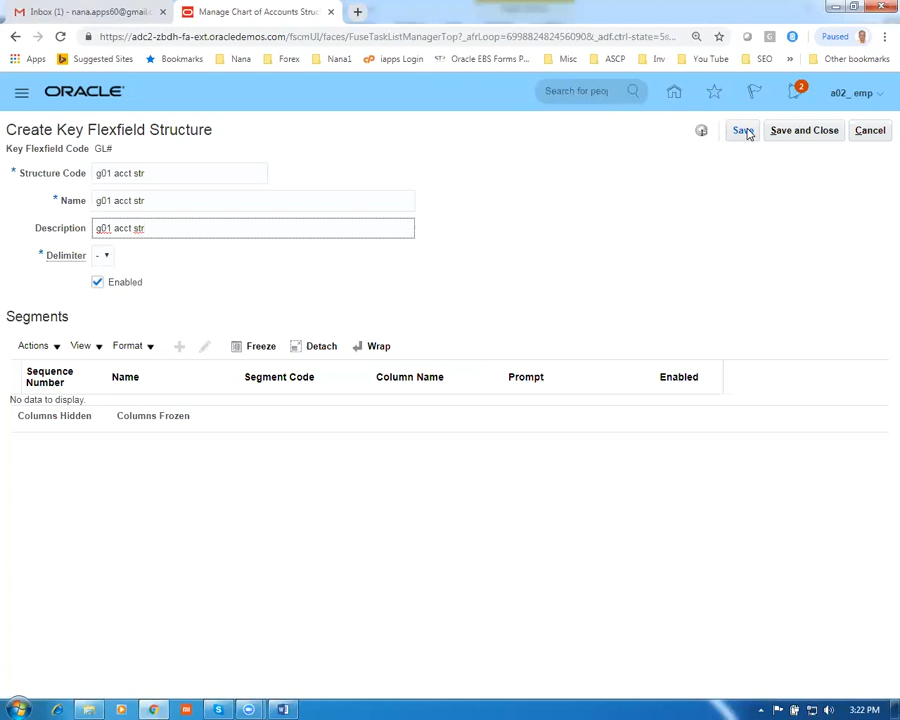 Inbox (1) - nana.apps60@gmail.c
Manage Chart of Accounts Struc
https://adc2-zbdh-fa-ext.oracledemos.com/fscmUI/faces/FuseTaskListManagerTop?_afrLoop=69988248245609​0&_adf.ctrl-state=5s...
Paused
Apps
Suggested Sites
Bookmarks
Nana
Forex
Nana1
iapps Login
Oracle EBS Forms P...
Misc
ASCP
Inv
You Tube
SEO
»
Other bookmarks
ORACLE
Search for peop
2
a02_ emp
Create Key Flexfield Structure
Save
Save and Close
Cancel
Key Flexfield Code GL#
* Structure Code g01 acct str
* Name g01 acct str
Description g01 acct str
* Delimiter -
Enabled
Segments
Actions View Format Freeze Detach Wrap
Sequence Number
Name
Segment Code
Column Name
Prompt
Enabled
No data to display.
Columns Hidden Columns Frozen
3:22 PM